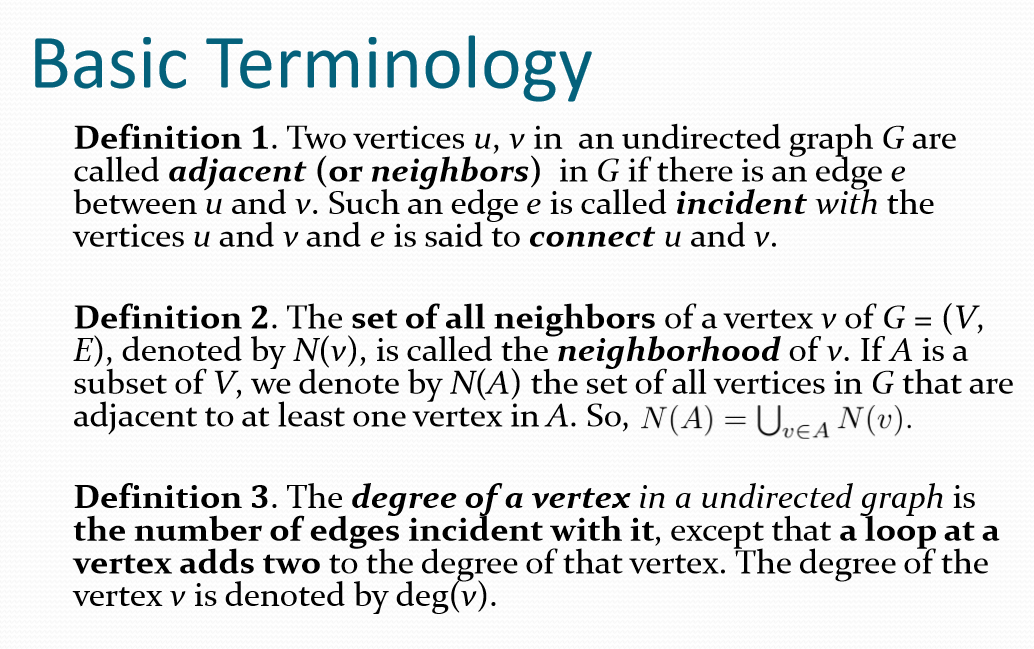 Basic Terminology
Definition 1. Two vertices u, v in an undirected graph G are
called adjacent (or neighbors) in G if there is an edge e
between u and v. Such an edge e is called incident with the
vertices u and v and e is said to connect u and v.
Definition 2. The set of all neighbors of a vertex v of G = (V,
E), denoted by N(v), is called the neighborhood of v. If A is a
subset of V, we denote by N(A) the set of all vertices in G that are
adjacent to at least one vertex in A. So, N(A) = ⋃v∈A N(v).
Definition 3. The degree of a vertex in a undirected graph is
the number of edges incident with it, except that a loop at a
vertex adds two to the degree of that vertex. The degree of the
vertex v is denoted by deg(v).